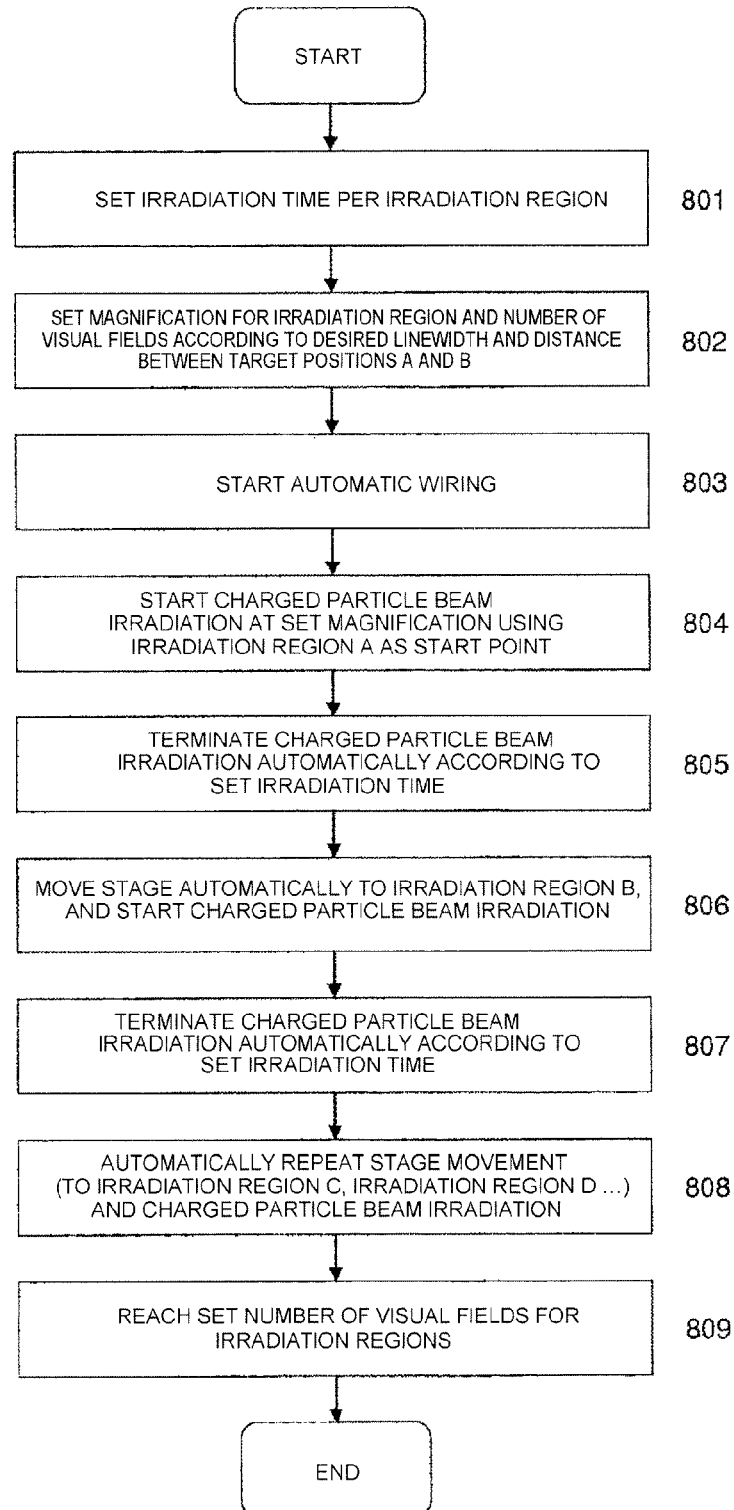 START
SET IRRADIATION TIME PER IRRADIATION REGION
801
SET MAGNIFICATION FOR IRRADIATION REGION AND NUMBER OF
VISUAL FIELDS ACCORDING TO DESIRED LINEWIDTH AND DISTANCE
BETWEEN TARGET POSITIONS A AND B
802
START AUTOMATIC WIRING
803
START CHARGED PARTICLE BEAM
IRRADIATION AT SET MAGNIFICATION USING
IRRADIATION REGION A AS START POINT
804
TERMINATE CHARGED PARTICLE BEAM
IRRADIATION AUTOMATICALLY ACCORDING TO
SET IRRADIATION TIME
805
MOVE STAGE AUTOMATICALLY TO IRRADIATION REGION B,
AND START CHARGED PARTICLE BEAM IRRADIATION
806
TERMINATE CHARGED PARTICLE BEAM
IRRADIATION AUTOMATICALLY ACCORDING TO
SET IRRADIATION TIME
807
AUTOMATICALLY REPEAT STAGE MOVEMENT
(TO IRRADIATION REGION C, IRRADIATION REGION D ...)
AND CHARGED PARTICLE BEAM IRRADIATION
808
REACH SET NUMBER OF VISUAL FIELDS FOR
IRRADIATION REGIONS
809
END